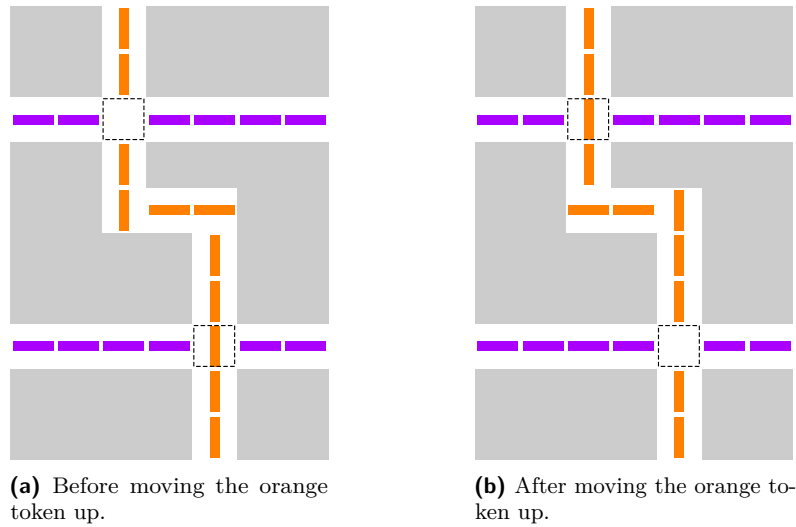 (a) Before moving the orange
token up.
(b) After moving the orange to-
ken up.